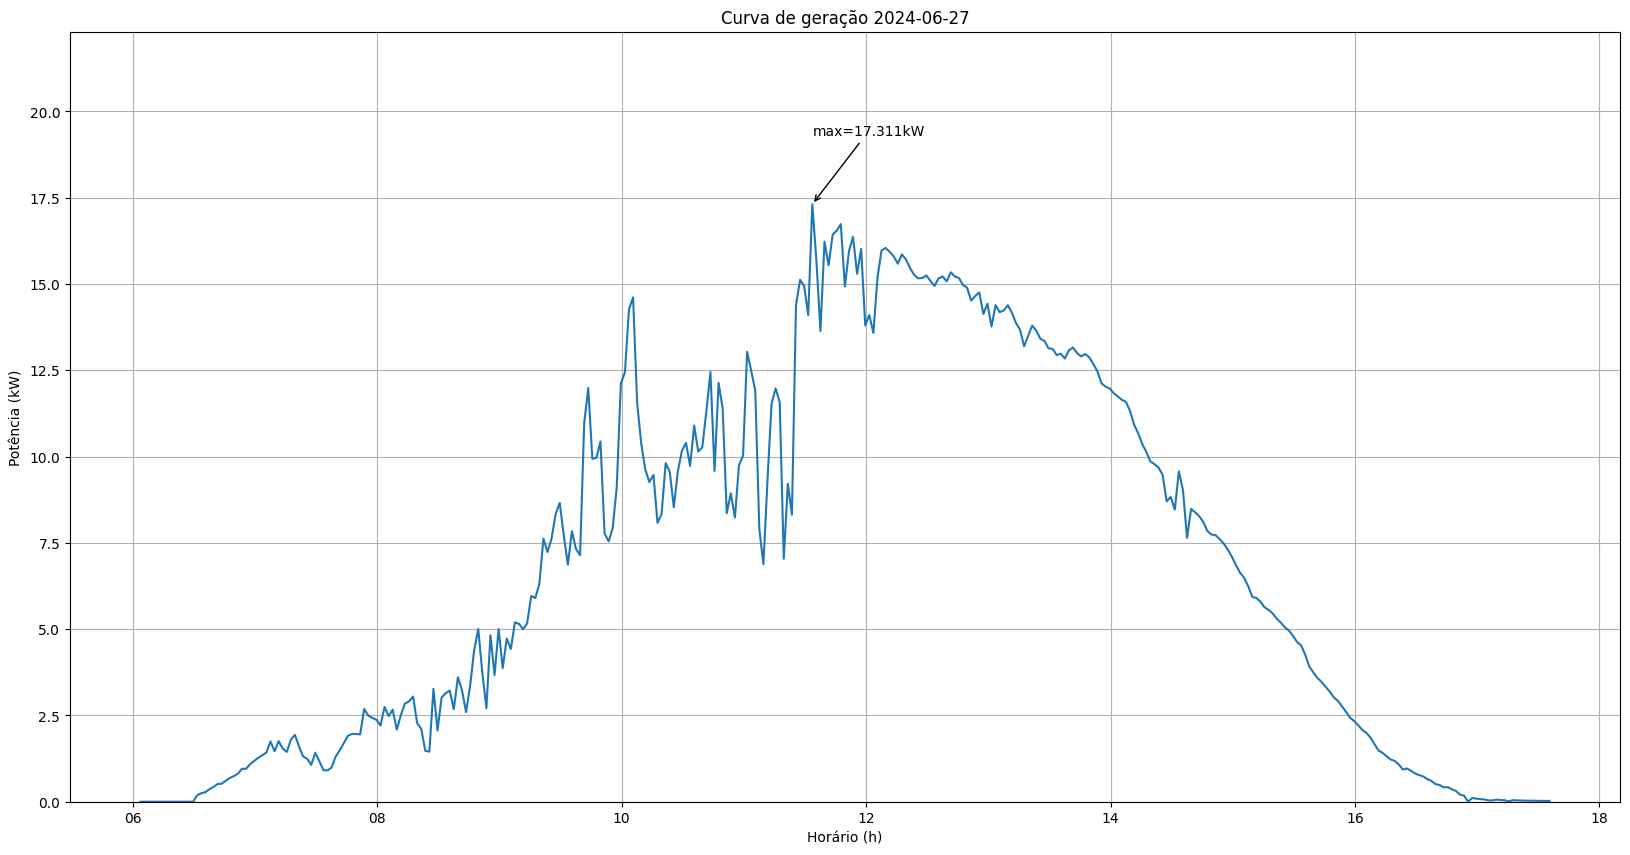 Curva de geração 2024-06-27
20.0
max=17.311kW
17.5
15.0
12.5
Potência (kW)
10.0
7.5
5.0
2.5
0.0
06 08 10 12 14 16 18
Horário (h)